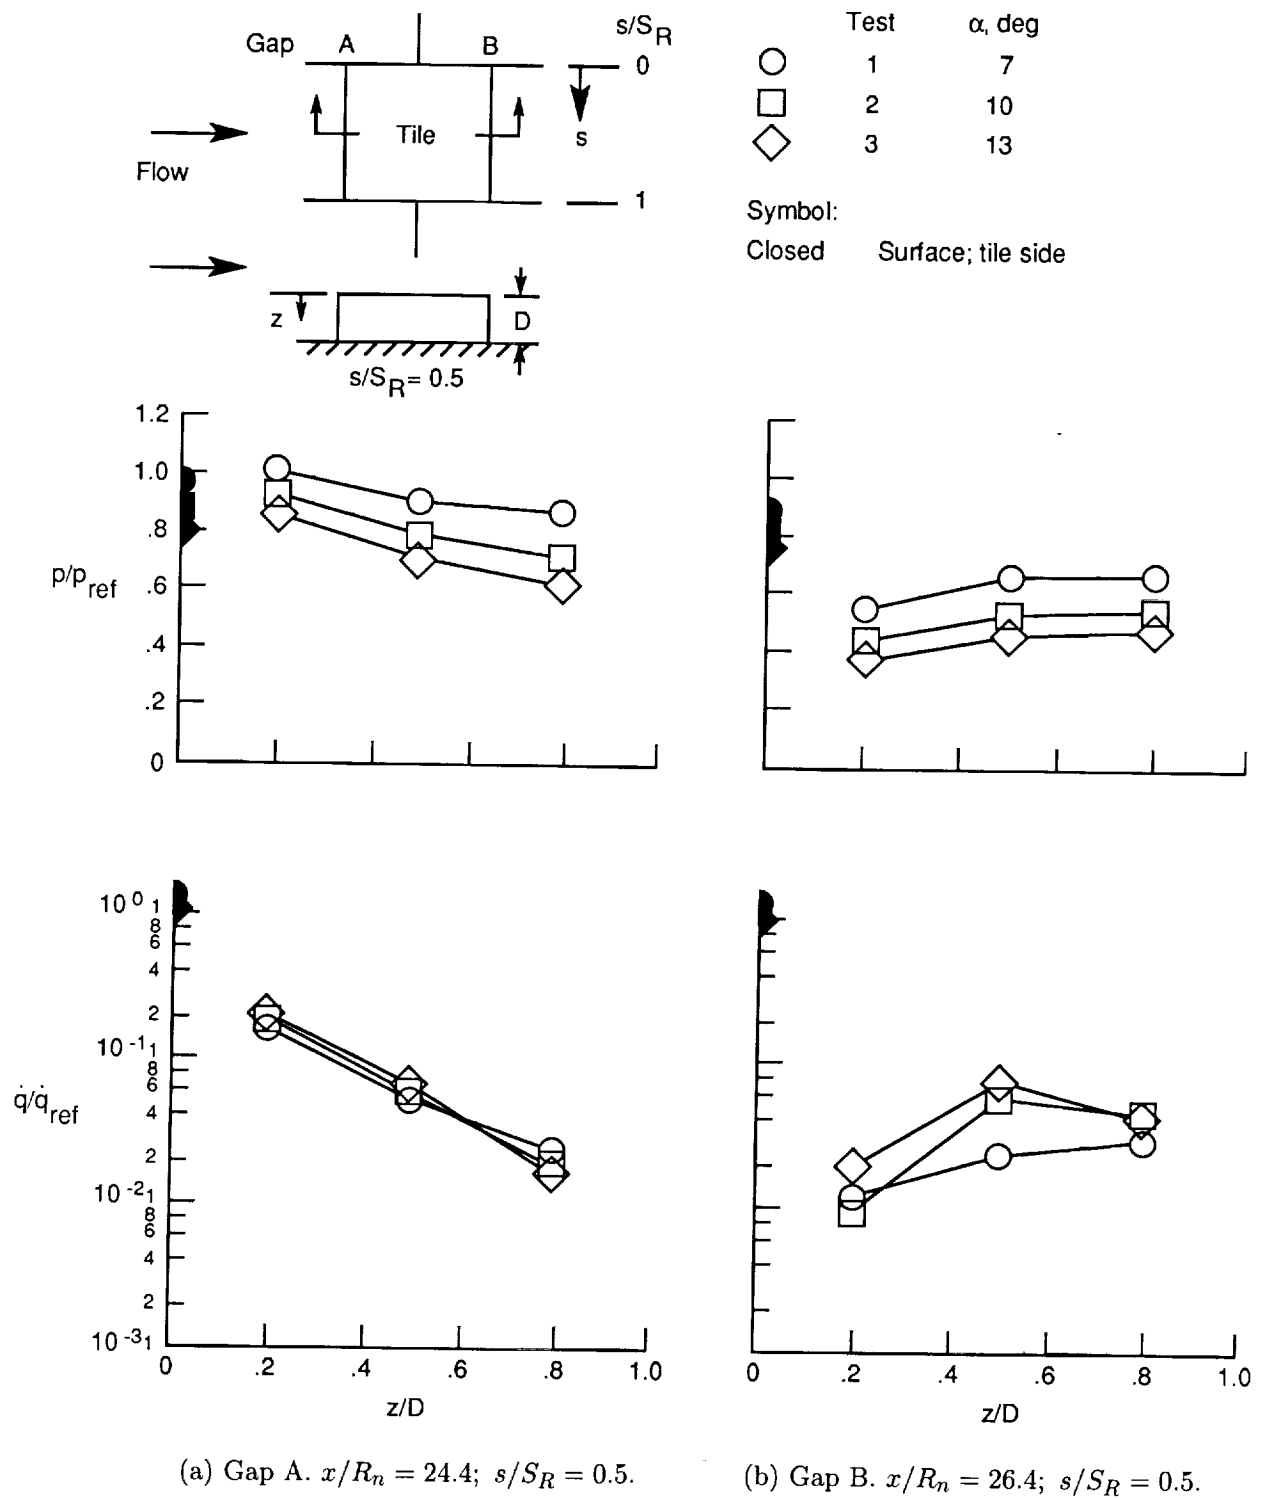 Gap A B s/S_R
0
Tile
s
Flow
1
z
D
s/S_R = 0.5
Test α, deg
1 7
2 10
3 13
Symbol:
Closed Surface; tile side
1.2
1.0
.8
p/p_ref
.6
.4
.2
0
10^0 1
8
6
4
2
10^-1 1
8
6
q̇/q̇_ref
4
2
10^-2 1
8
6
4
2
10^-3 1
0 .2 .4 .6 .8 1.0
z/D
0 .2 .4 .6 .8 1.0
z/D
(a) Gap A. x/R_n = 24.4; s/S_R = 0.5.
(b) Gap B. x/R_n = 26.4; s/S_R = 0.5.